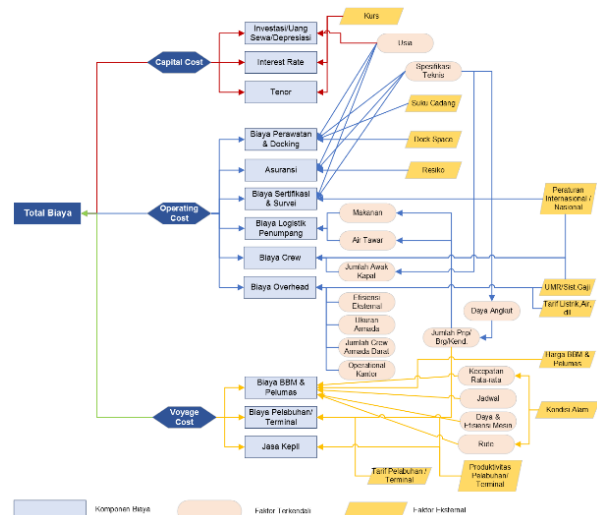 Kurs
Investasi/Uang
Sewa/Depresiasi
Usia
Capital Cost
Interest Rate
Spesifikasi
Teknis
Tenor
Suku Cadang
Biaya Perawatan
& Docking
Dock Space
Asuransi
Resiko
Biaya Sertifikasi
& Survei
Peraturan
Internasional /
Nasional
Total Biaya
Operating
Cost
Makanan
Biaya Logistik
Penumpang
Air Tawar
Biaya Crew
Jumlah Awak
Kapal
Biaya Overhead
UMR/Sist.Gaji
Efisiensi
Eksternal
Daya Angkut
Tarif Listrik,Air,
dll
Ukuran
Armada
Jumlah Pnp/
Brg/Kend.
Jumlah Crew
Armada Darat
Operasional
Kantor
Harga BBM &
Pelumas
Biaya BBM &
Pelumas
Kecepatan
Rata-rata
Jadwal
Voyage
Cost
Biaya Pelabuhan/
Terminal
Daya &
Efisiensi Mesin
Kondisi Alam
Jasa Kepil
Rute
Tarif Pelabuhan /
Terminal
Produktivitas
Pelabuhan/
Terminal
Komponen Biaya
Faktor Terkendali
Faktor Eksternal